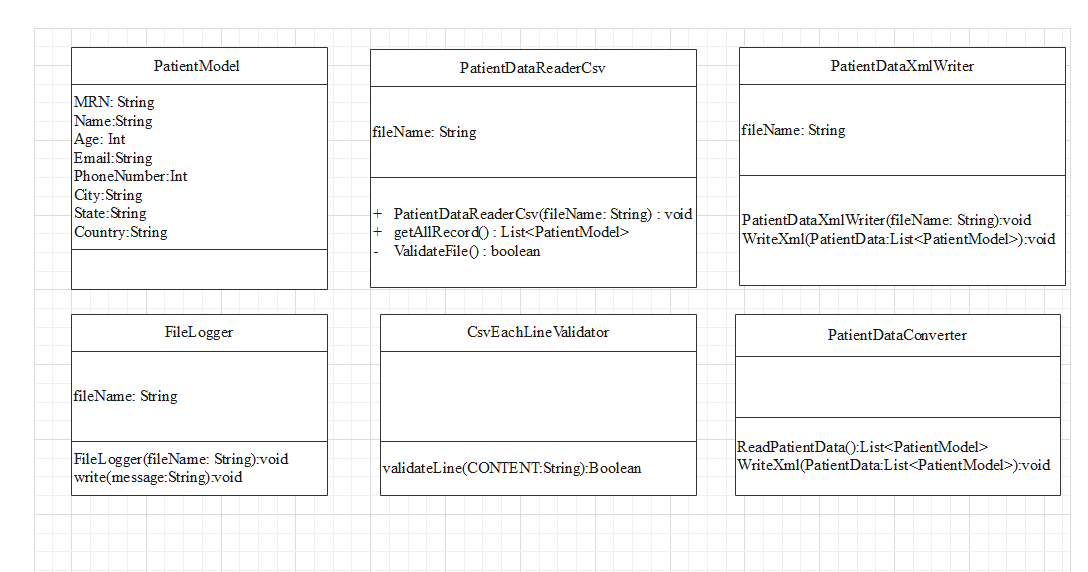 PatientModel
MRN: String
Name:String
Age: Int
Email:String
PhoneNumber:Int
City:String
State:String
Country:String
PatientDataReaderCsv
fileName: String
+ PatientDataReaderCsv(fileName: String) : void
+ getAllRecord() : List<PatientModel>
- ValidateFile() : boolean
PatientDataXmlWriter
fileName: String
PatientDataXmlWriter(fileName: String):void
WriteXml(PatientData:List<PatientModel>):void
FileLogger
fileName: String
FileLogger(fileName: String):void
write(message:String):void
CsvEachLineValidator
validateLine(CONTENT:String):Boolean
PatientDataConverter
ReadPatientData():List<PatientModel>
WriteXml(PatientData:List<PatientModel>):void